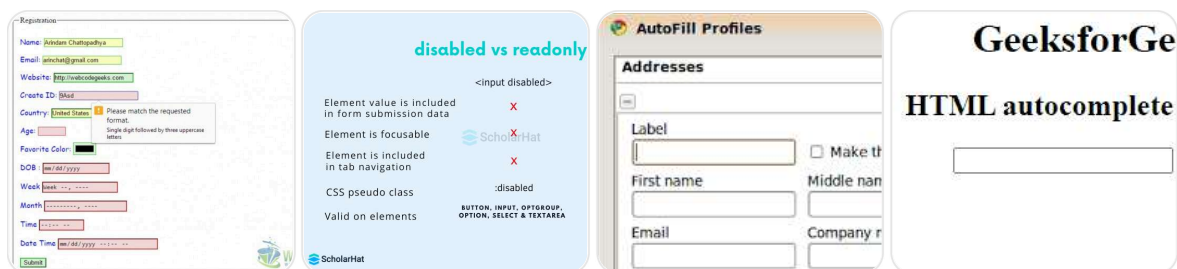 Registration
Name: Arindam Chattopadhya
Email: arinchat@gmail.com
Website: http://webcodegeeks.com
Create ID: 9Asd
Country: United States
Please match the requested
format.
Single digit followed by three uppercase
letters
Age:
Favorite Color:
DOB : mm/dd/yyyy
Week Week --, ----
Month ---------, ----
Time --:-- --
Date Time mm/dd/yyyy --:-- --
Submit
W
disabled vs readonly
<input disabled>
Element value is included
in form submission data
X
Element is focusable
X
ScholarHat
Element is included
in tab navigation
X
CSS pseudo class
:disabled
Valid on elements
BUTTON, INPUT, OPTGROUP,
OPTION, SELECT & TEXTAREA
ScholarHat
AutoFill Profiles
Addresses
Label
Make th
First name
Middle nam
Email
Company r
GeeksforGe
HTML autocomplete